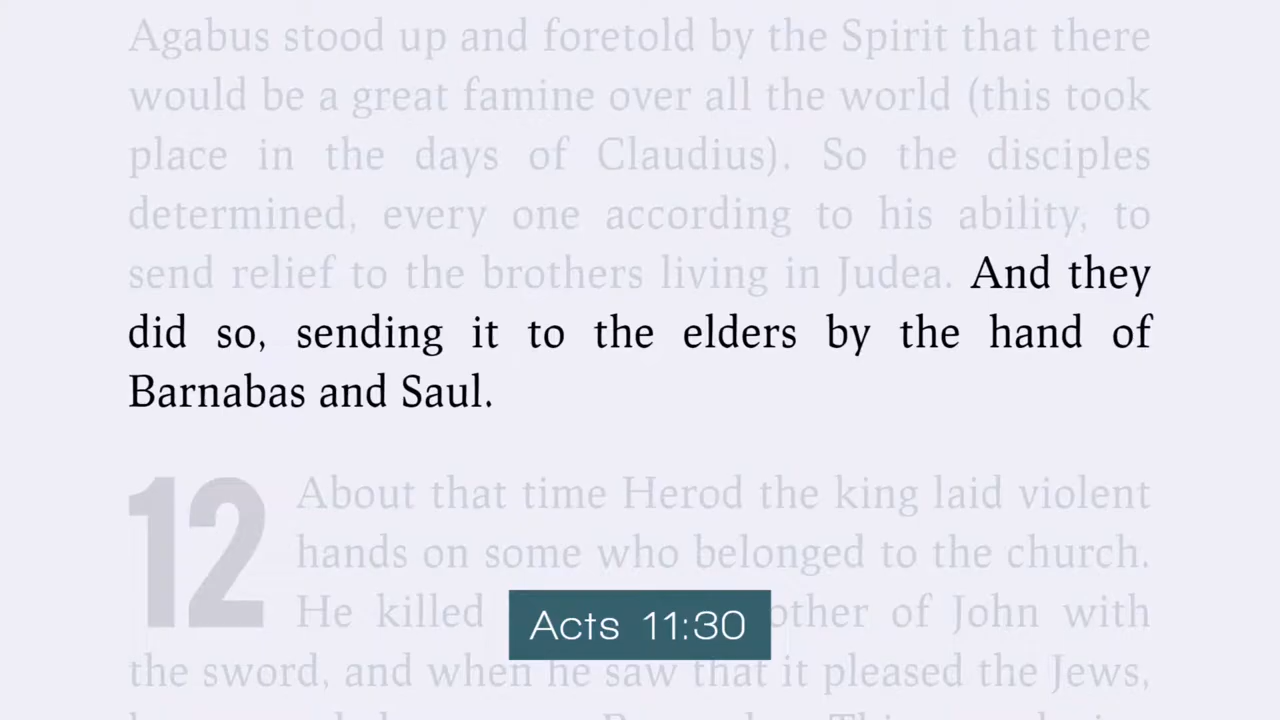 Agabus stood up and foretold by the Spirit that there
would be a great famine over all the world (this took
place in the days of Claudius). So the disciples
determined, every one according to his ability, to
send relief to the brothers living in Judea. And they
did so, sending it to the elders by the hand of
Barnabas and Saul.
12
About that time Herod the king laid violent
hands on some who belonged to the church.
He killed other of John with
Acts 11:30
the sword, and when he saw that it pleased the Jews,